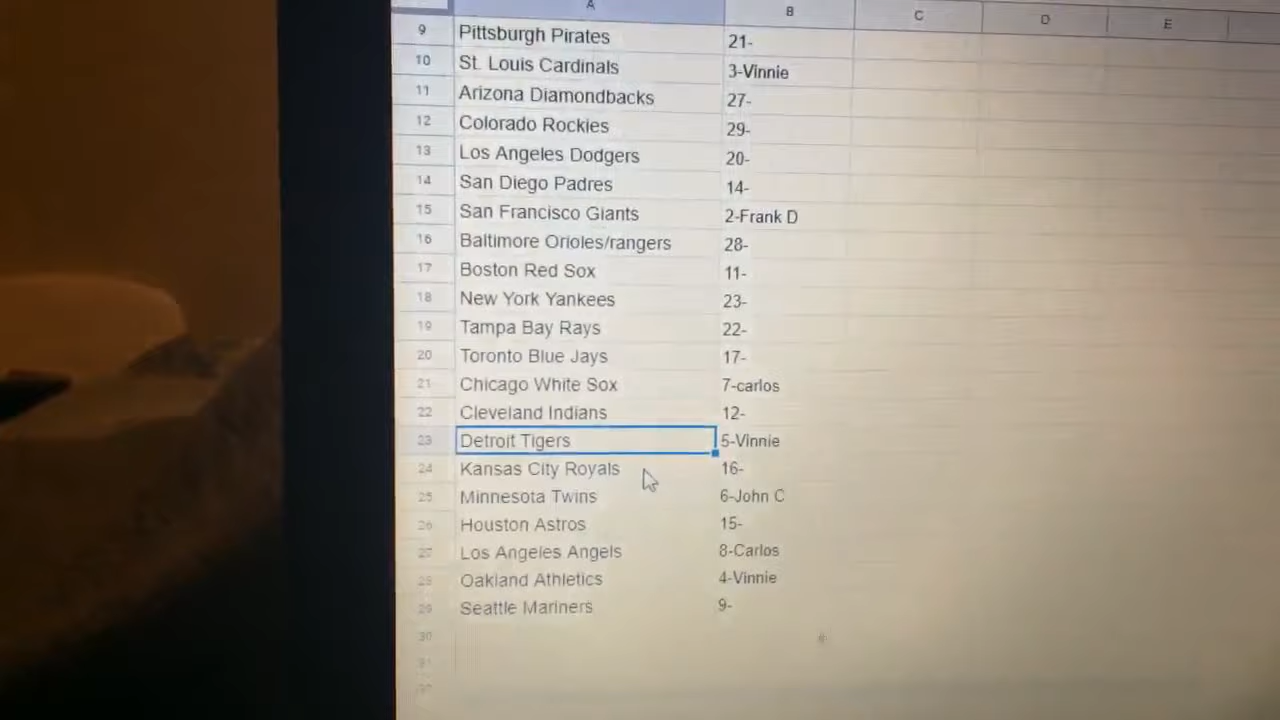 A B C D E
9 Pittsburgh Pirates 21-
10 St. Louis Cardinals 3-Vinnie
11 Arizona Diamondbacks 27-
12 Colorado Rockies 29-
13 Los Angeles Dodgers 20-
14 San Diego Padres 14-
15 San Francisco Giants 2-Frank D
16 Baltimore Orioles/rangers 28-
17 Boston Red Sox 11-
18 New York Yankees 23-
19 Tampa Bay Rays 22-
20 Toronto Blue Jays 17-
21 Chicago White Sox 7-carlos
22 Cleveland Indians 12-
23 Detroit Tigers 5-Vinnie
24 Kansas City Royals 16-
25 Minnesota Twins 6-John C
26 Houston Astros 15-
27 Los Angeles Angels 8-Carlos
28 Oakland Athletics 4-Vinnie
29 Seattle Mariners 9-
30
31
32